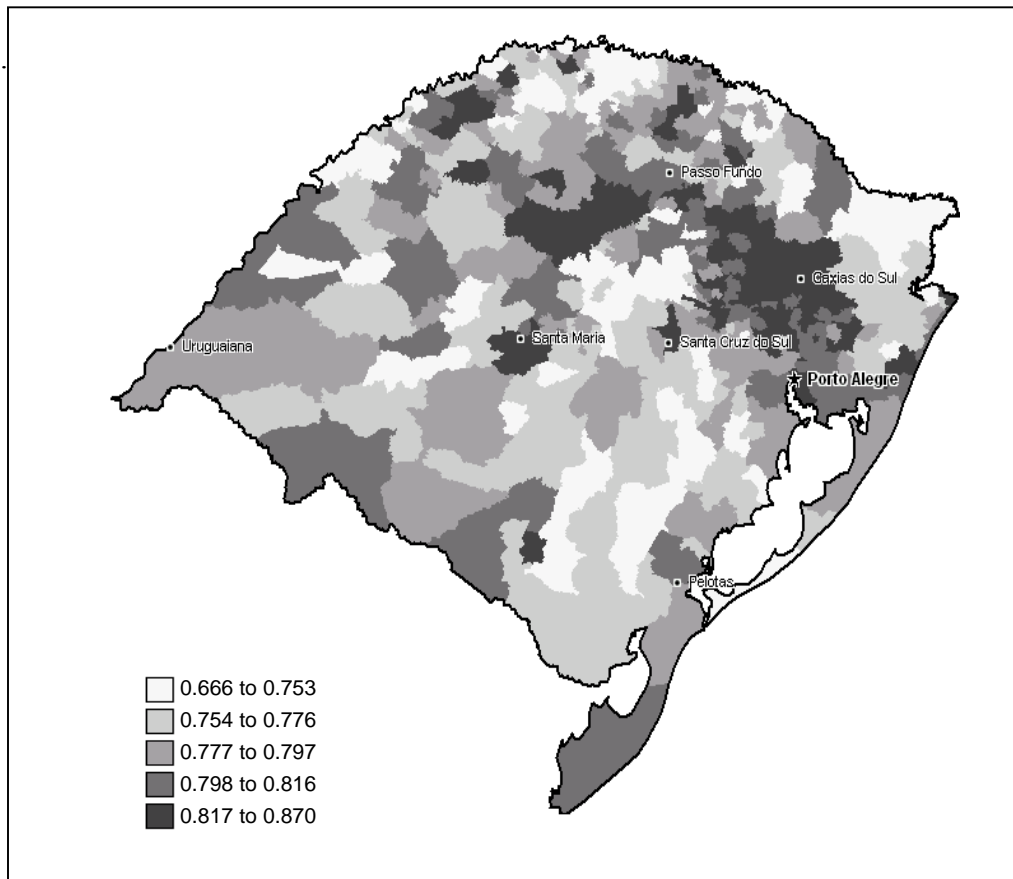 Passo Fundo
Caxias do Sul
Santa Maria
Santa Cruz do Sul
Uruguaiana
Porto Alegre
Pelotas
0.666 to 0.753
0.754 to 0.776
0.777 to 0.797
0.798 to 0.816
0.817 to 0.870